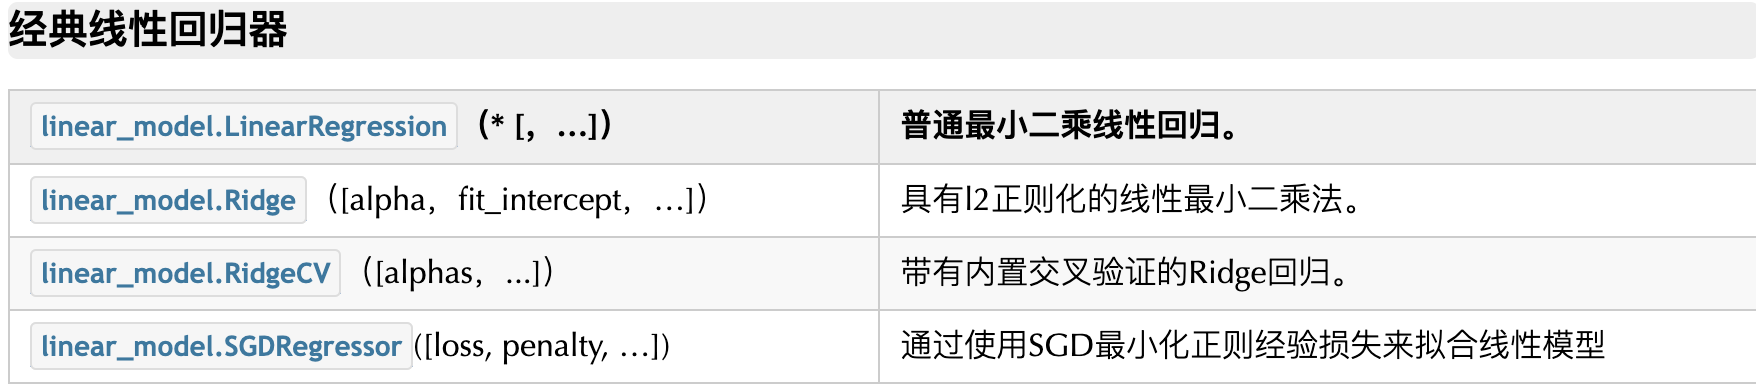 经典线性回归器
linear_model.LinearRegression （* [，…]） 普通最小二乘线性回归。
linear_model.Ridge （[alpha，fit_intercept，…]） 具有l2正则化的线性最小二乘法。
linear_model.RidgeCV （[alphas，...]） 带有内置交叉验证的Ridge回归。
linear_model.SGDRegressor([loss, penalty, …]) 通过使用SGD最小化正则经验损失来拟合线性模型